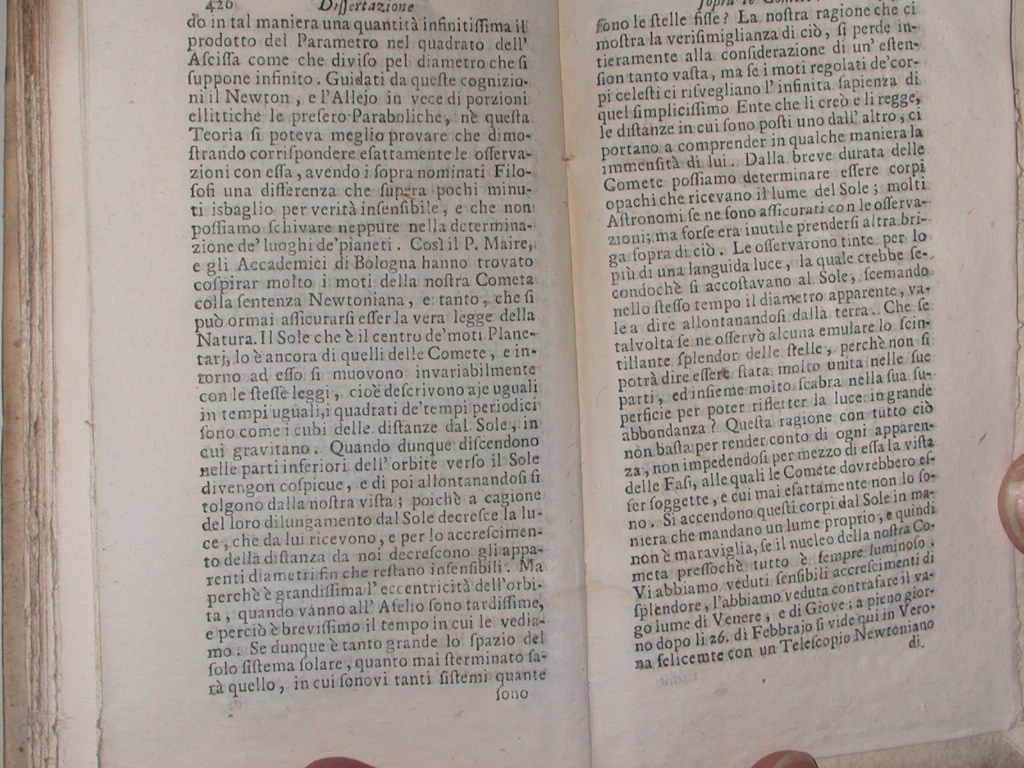 420 Dissertazione
do in tal maniera una quantità infinitissima il
prodotto del Parametro nel quadrato dell'
Ascissa come che diviso pel diametro che si
suppone infinito. Guidati da queste cognizio-
ni il Newton, e l'Allejo in vece di porzioni
ellittiche le presero Paraboliche, nè questa
Teoria si poteva meglio provare che dimo-
strando corrispondere esattamente le osserva-
zioni con essa, avendo i sopra nominati Filo-
sofi una differenza che supera pochi minu-
ti isbaglio per verità insensibile, e che non
possiamo schivare neppure nella determina-
zione de' luoghi de'pianeti. Così il P. Maire,
e gli Accademici di Bologna hanno trovato
cospirar molto i moti della nostra Cometa
colla sentenza Newtoniana, e tanto, che si
può ormai assicurarsi esser la vera legge della
Natura. Il Sole che è il centro de'moti Plane-
tarj, lo è ancora di quelli delle Comete, e in-
torno ad esso si muovono invariabilmente
con le stesse leggi, cioè descrivono aje uguali
in tempi uguali, i quadrati de'tempi periodici
sono come i cubi delle distanze dal Sole, in
cui gravitano. Quando dunque discendono
nelle parti inferiori dell'orbite verso il Sole
divengon cospicue, e di poi allontanandosi si
tolgono dalla nostra vista; poichè a cagione
del loro dilungamento dal Sole decresce la lu-
ce, che da lui ricevono, e per lo accrescimen-
to della distanza da noi decrescono gli appa-
renti diametri fin che restano insensibili. Ma
perchè è grandissima l'eccentricità dell'orbi-
ta, quando vànno all'Afelio sono tardissime,
e perciò è brevissimo il tempo in cui le vedia-
mo. Se dunque è tanto grande lo spazio del
solo sistema solare, quanto mai sterminato sa-
rà quello, in cui sonovi tanti sistemi quante
sono
sopra le
sono le stelle fisse? La nostra ragione che ci
mostra la verisimiglianza di ciò, si perde in-
tieramente alla considerazione di un'esten-
sion tanto vasta, ma se i moti regolati de'cor-
pi celesti ci risvegliano l'infinita sapienza di
quel simplicissimo Ente che li creò e li regge,
le distanze in cui sono posti uno dall'altro, ci
portano a comprender in qualche maniera la
immensità di lui. Dalla breve durata delle
Comete possiamo determinare essere corpi
opachi che ricevano il lume del Sole; molti
Astronomi se ne sono assicurati con le osserva-
zioni; ma forse era inutile prendersi altra bri-
ga sopra di ciò. Le osservarono tinte per lo
più di una languida luce, la quale crebbe se-
condochè si accostavano al Sole, scemando
nello stesso tempo il diametro apparente, va-
le a dire allontanandosi dalla terra. Che se
talvolta se ne osservò alcuna emulare lo scin-
tillante splendor delle stelle, perchè non si
potrà dire essere stata molto unita nelle sue
parti, ed insieme molto scabra nella sua su-
perficie per poter rifletter la luce in grande
abbondanza? Questa ragione con tutto ciò
non basta per render conto di ogni apparen-
za, non impedendosi per mezzo di essa la vista
delle Fasi, alle quali le Comete dovrebbero es-
ser soggette, e cui mai esattamente non lo so-
no. Si accendono questi corpi dal Sole in ma-
niera che mandano un lume proprio, e quindi
non è maraviglia, se il nucleo della nostra Co-
meta pressochè tutto è sempre luminoso.
Vi abbiamo veduti sensibili accrescimenti di
splendore, l'abbiamo veduta contrafare il va-
go lume di Venere, e di Giove; a pieno gior-
no dopo li 26. di Febbrajo si vide qui in Vero-
na felicemte con un Telescopio Newtoniano
di.